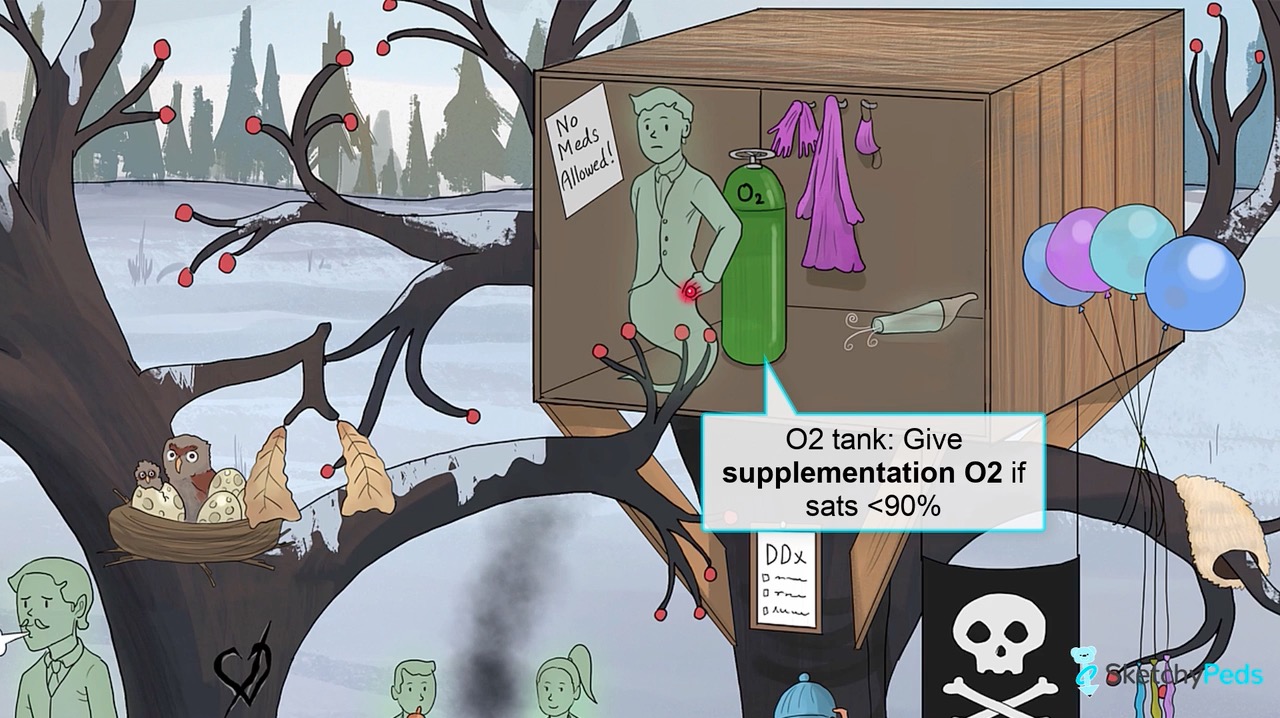 No
Meds
Allowed!
O2
O2 tank: Give
supplementation O2 if
sats <90%
DDx
SketchyPeds